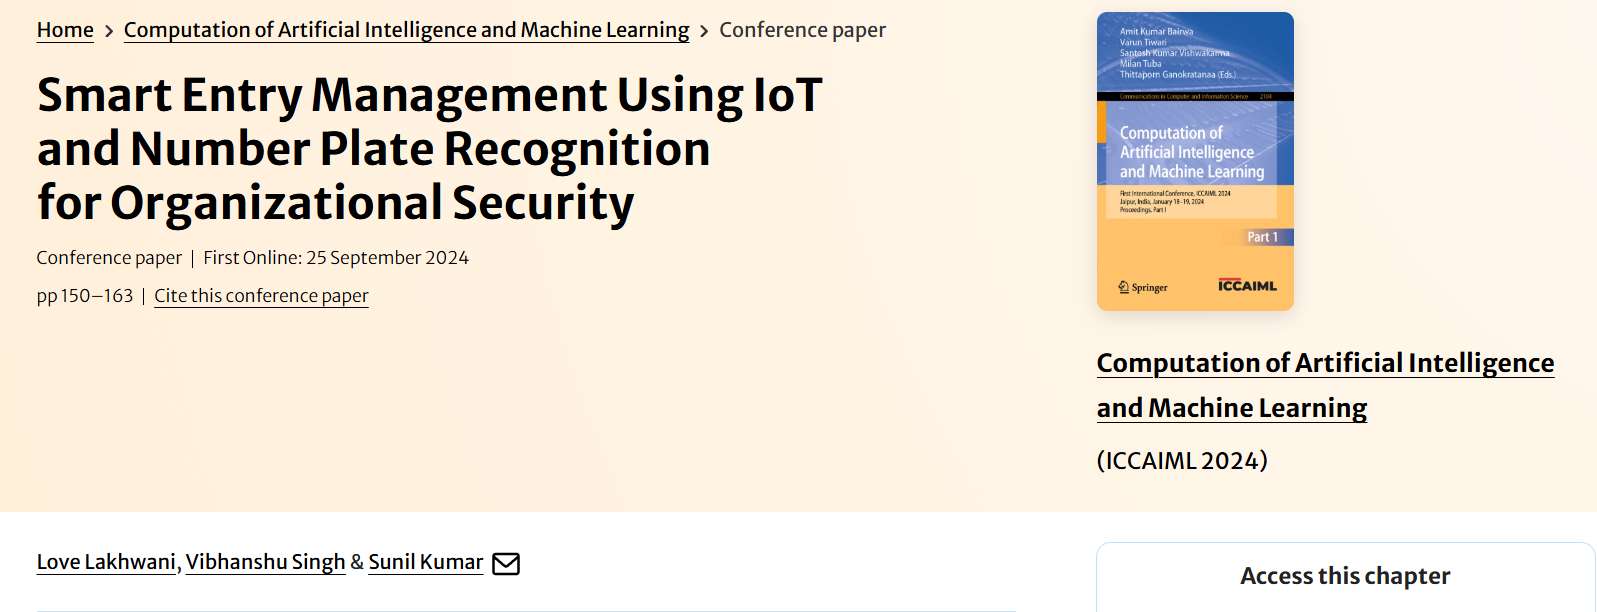 Home > Computation of Artificial Intelligence and Machine Learning > Conference paper
Smart Entry Management Using IoT
and Number Plate Recognition
for Organizational Security
Conference paper | First Online: 25 September 2024
pp 150–163 | Cite this conference paper
Love Lakhwani, Vibhanshu Singh & Sunil Kumar
Amit Kumar Bairwa
Varun Tiwari
Santosh Kumar Vishwakarma
Milan Tuba
Thittaporn Ganokratanaa (Eds.)
Communications in Computer and Information Science 2184
Computation of
Artificial Intelligence
and Machine Learning
First International Conference, ICCAIML 2024
Jaipur, India, January 18–19, 2024
Proceedings, Part I
Part 1
Springer
ICCAIML
Computation of Artificial Intelligence
and Machine Learning
(ICCAIML 2024)
Access this chapter